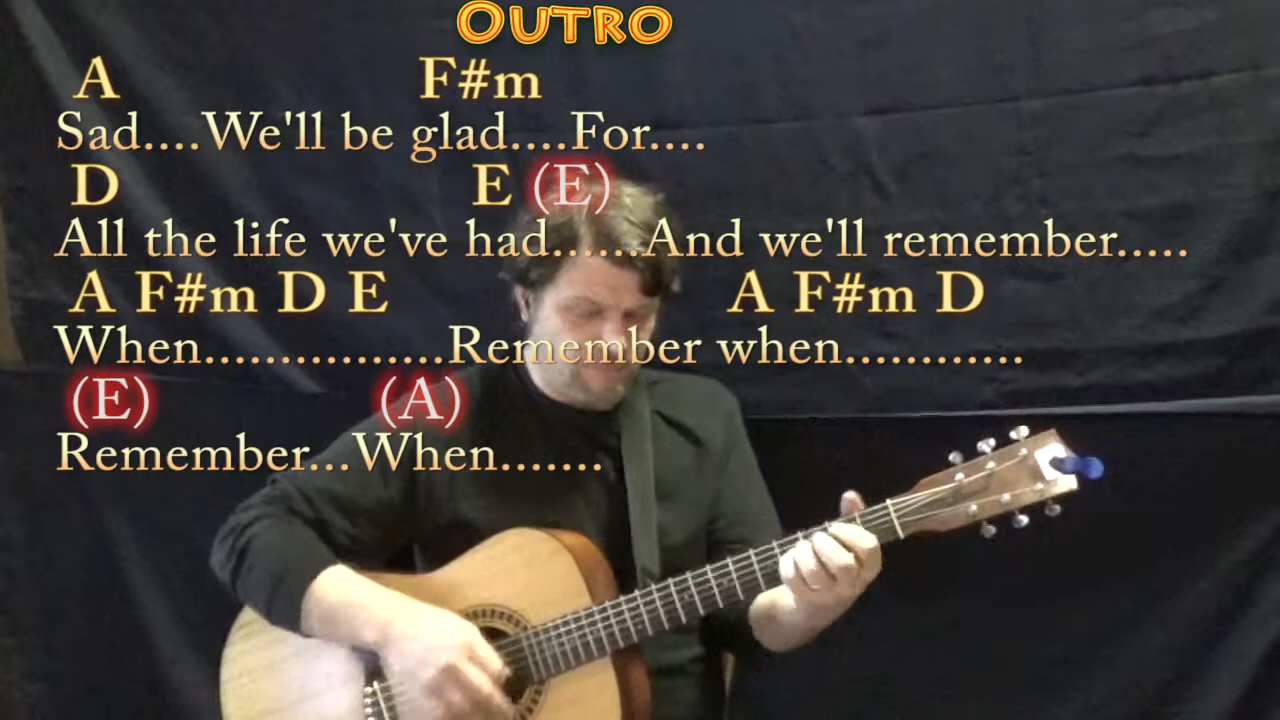 OUTRO
A F#m
Sad....We'll be glad....For....
D E (E)
All the life we've had......And we'll remember.....
A F#m D E A F#m D
When................Remember when............
(E) (A)
Remember...When.......